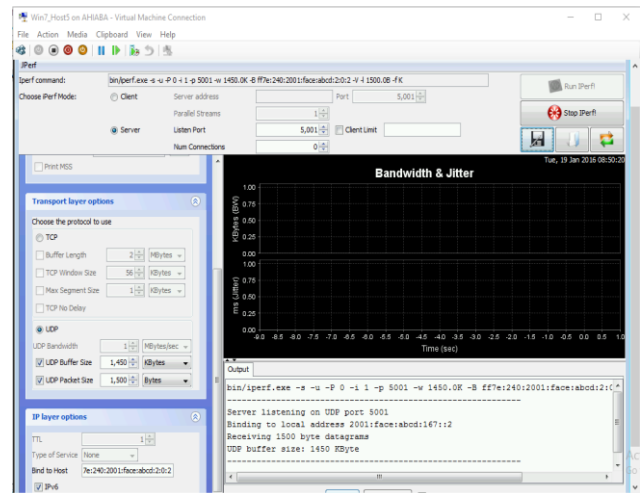 Win7_Host5 on AHIABA - Virtual Machine Connection
File Action Media Clipboard View Help
JPerf
Iperf command: bin/iperf.exe -s -u -P 0 -i 1 -p 5001 -w 1450.0K -B ff7e:240:2001:face:abcd:2:0:2 -V -l 1500.0B -f K
Choose iPerf Mode: Client Server address Port 5,001
Parallel Streams 1
Server Listen Port 5,001 Client Limit
Num Connections 0
Run IPerf!
Stop IPerf!
Print MSS
Transport layer options
Choose the protocol to use
TCP
Buffer Length 2 MBytes
TCP Window Size 56 KBytes
Max Segment Size 1 KBytes
TCP No Delay
UDP
UDP Bandwidth 1 MBytes/sec
UDP Buffer Size 1,450 KBytes
UDP Packet Size 1,500 Bytes
IP layer options
TTL 1
Type of Service None
Bind to Host 7e:240:2001:face:abcd:2:0:2
IPv6
Tue, 19 Jan 2016 08:50:20
Bandwidth & Jitter
KBytes (BW)
1.00
0.75
0.50
0.25
0.00
ms (Jitter)
1.00
0.75
0.50
0.25
0.00
-9.0 -8.5 -8.0 -7.5 -7.0 -6.5 -6.0 -5.5 -5.0 -4.5 -4.0 -3.5 -3.0 -2.5 -2.0 -1.5 -1.0 -0.5 0.0 0.5 1.0
Time (sec)
Output
bin/iperf.exe -s -u -P 0 -i 1 -p 5001 -w 1450.0K -B ff7e:240:2001:face:abcd:2:0:
------------------------------------------------------------
Server listening on UDP port 5001
Binding to local address 2001:face:abcd:167::2
Receiving 1500 byte datagrams
UDP buffer size: 1450 KByte
------------------------------------------------------------